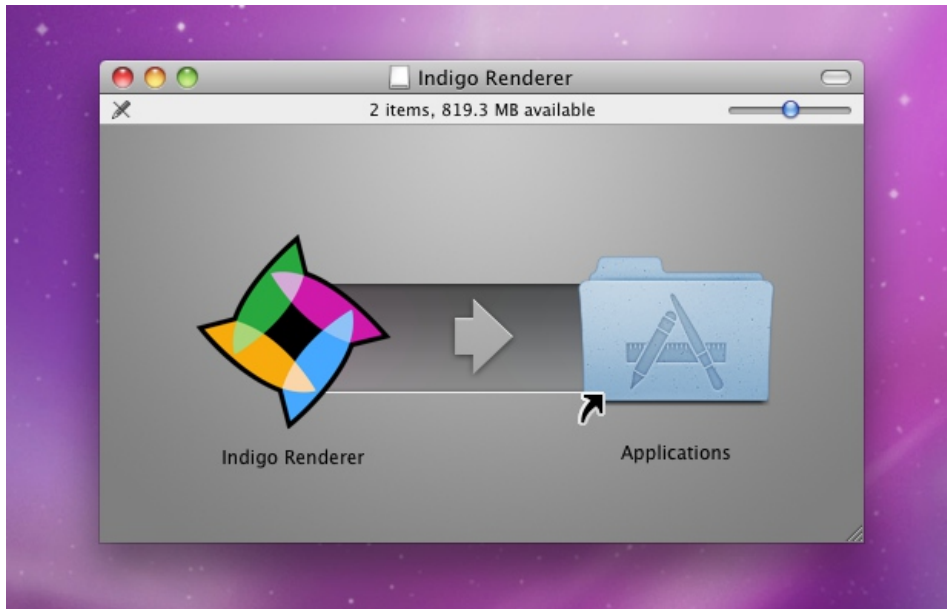 Indigo Renderer
2 items, 819.3 MB available
Indigo Renderer
Applications